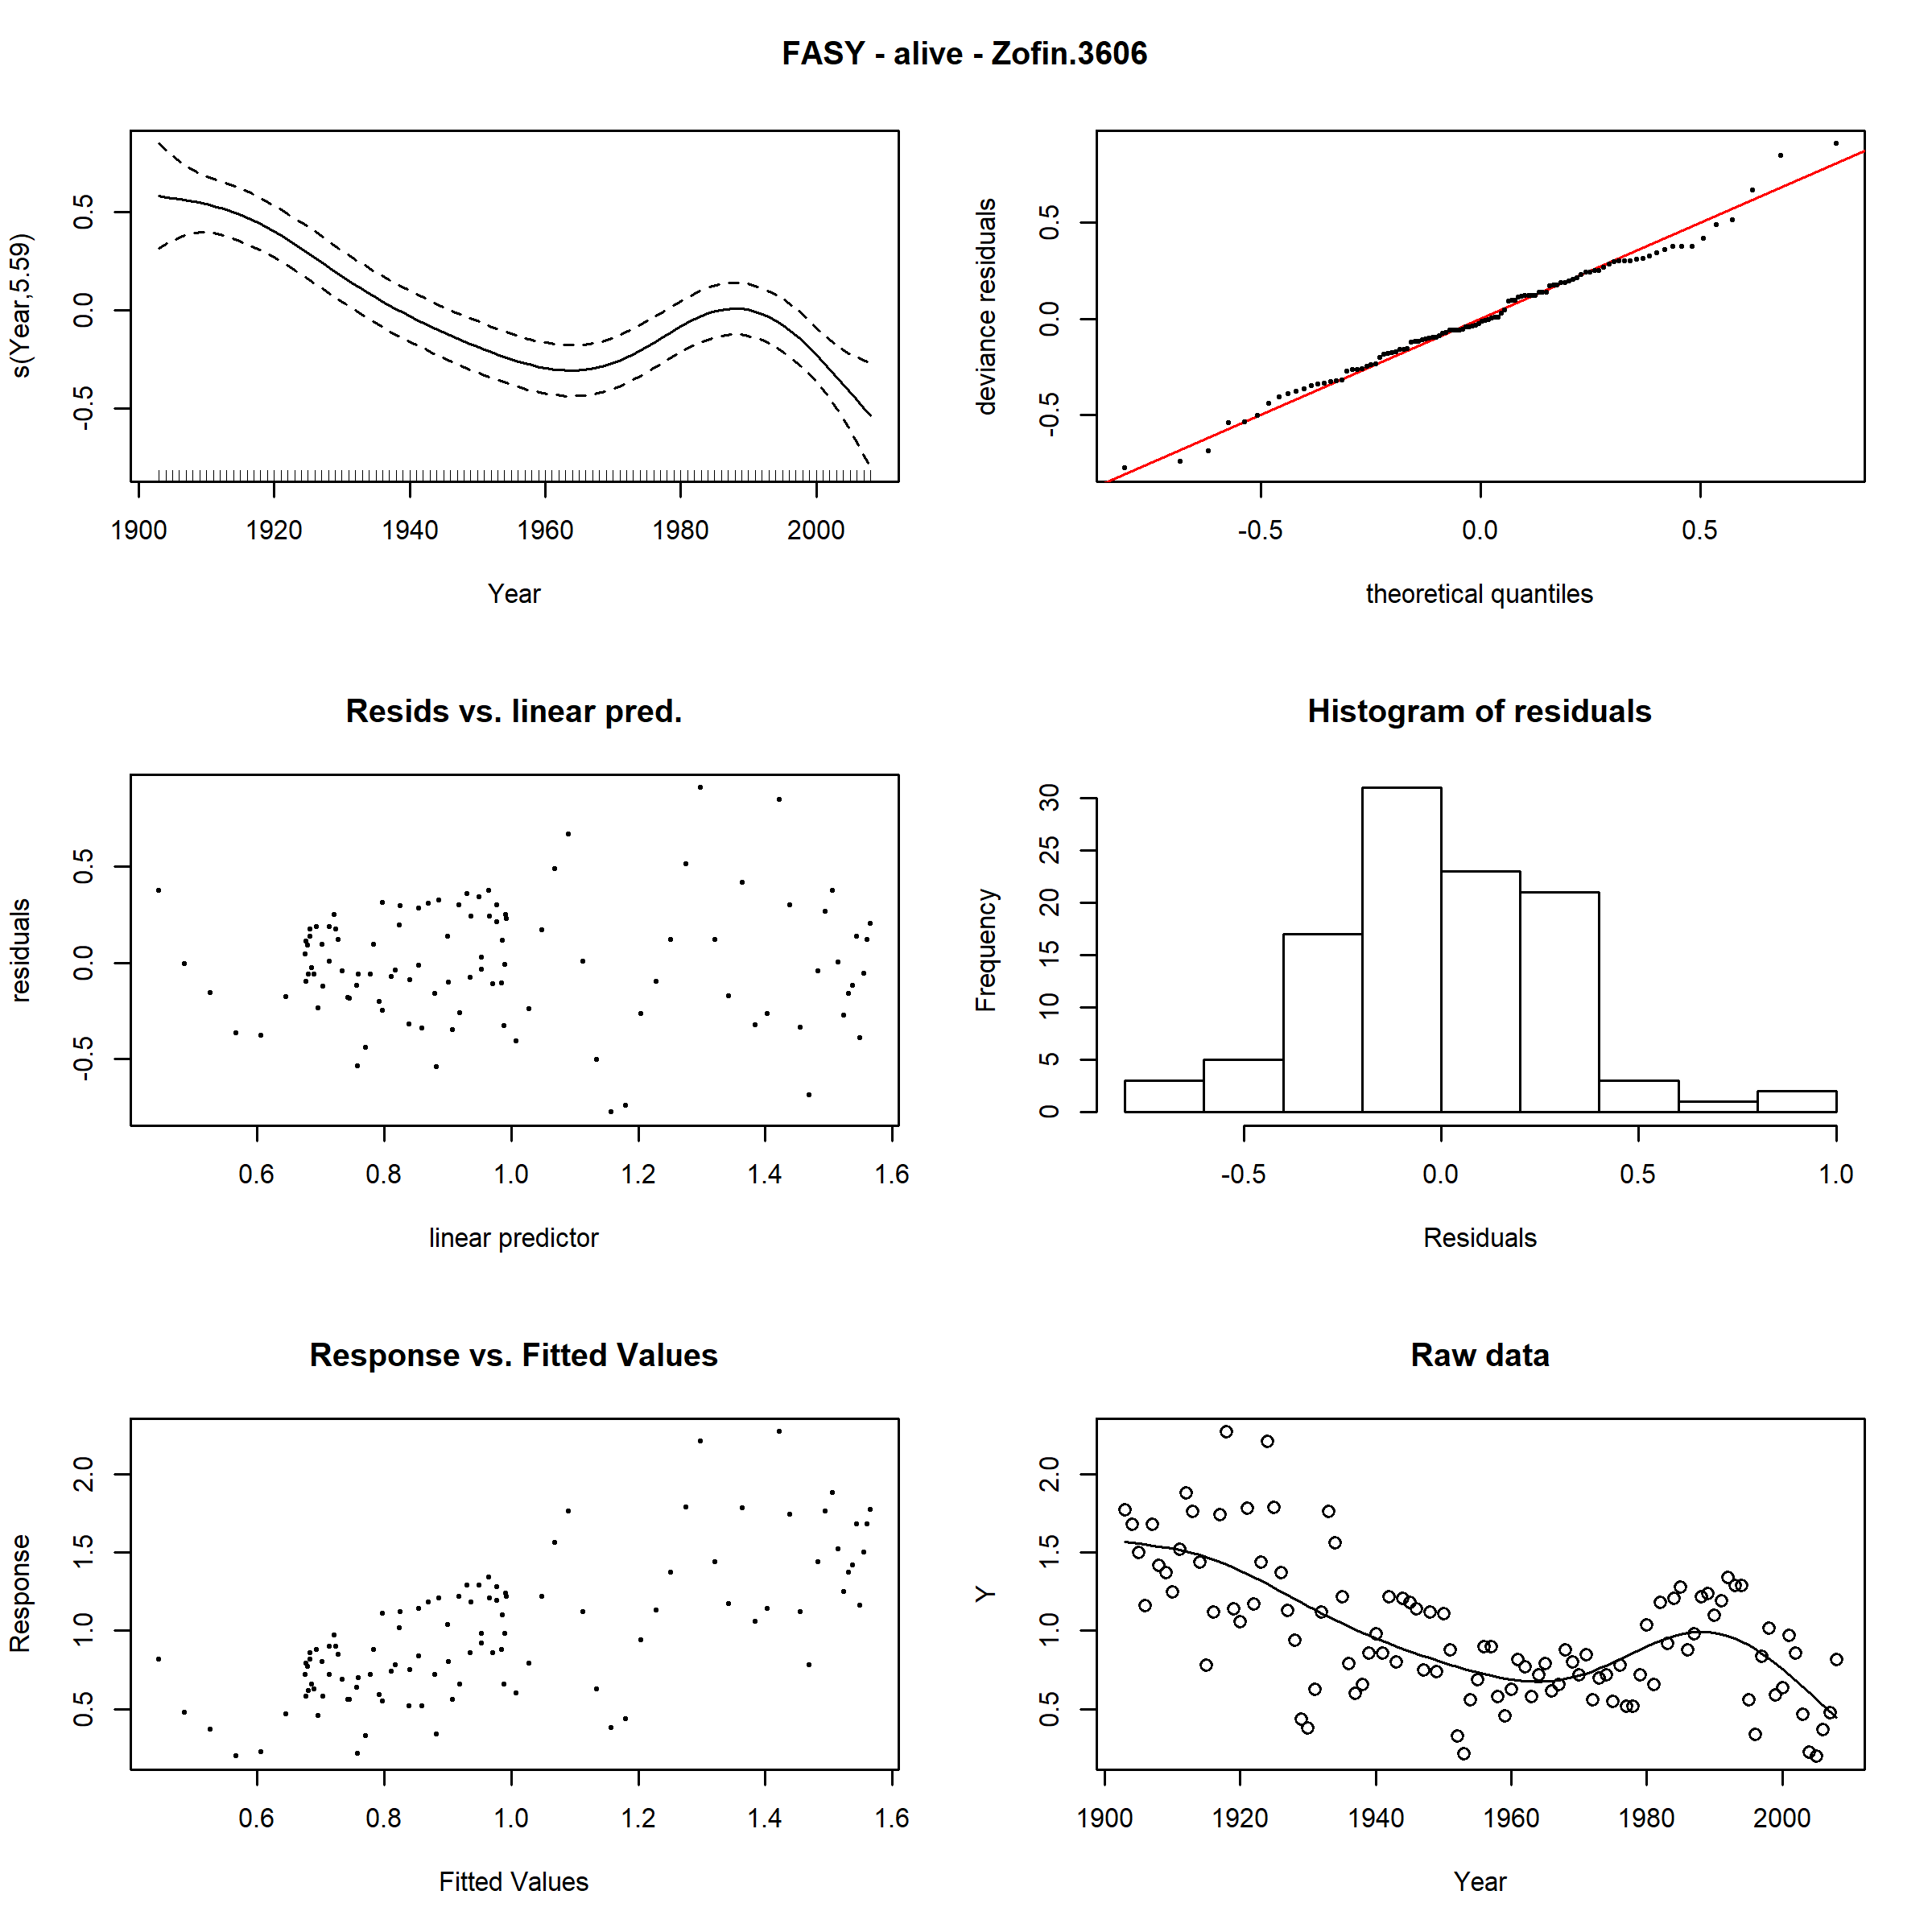 FASY - alive - Zofin.3606
s(Year,5.59)
0.5
0.0
-0.5
1900 1920 1940 1960 1980 2000
Year
deviance residuals
0.5
0.0
-0.5
-0.5 0.0 0.5
theoretical quantiles
Resids vs. linear pred.
residuals
0.5
0.0
-0.5
0.6 0.8 1.0 1.2 1.4 1.6
linear predictor
Histogram of residuals
Frequency
30
25
20
15
10
5
0
-0.5 0.0 0.5 1.0
Residuals
Response vs. Fitted Values
Response
2.0
1.5
1.0
0.5
0.6 0.8 1.0 1.2 1.4 1.6
Fitted Values
Raw data
Y
2.0
1.5
1.0
0.5
1900 1920 1940 1960 1980 2000
Year